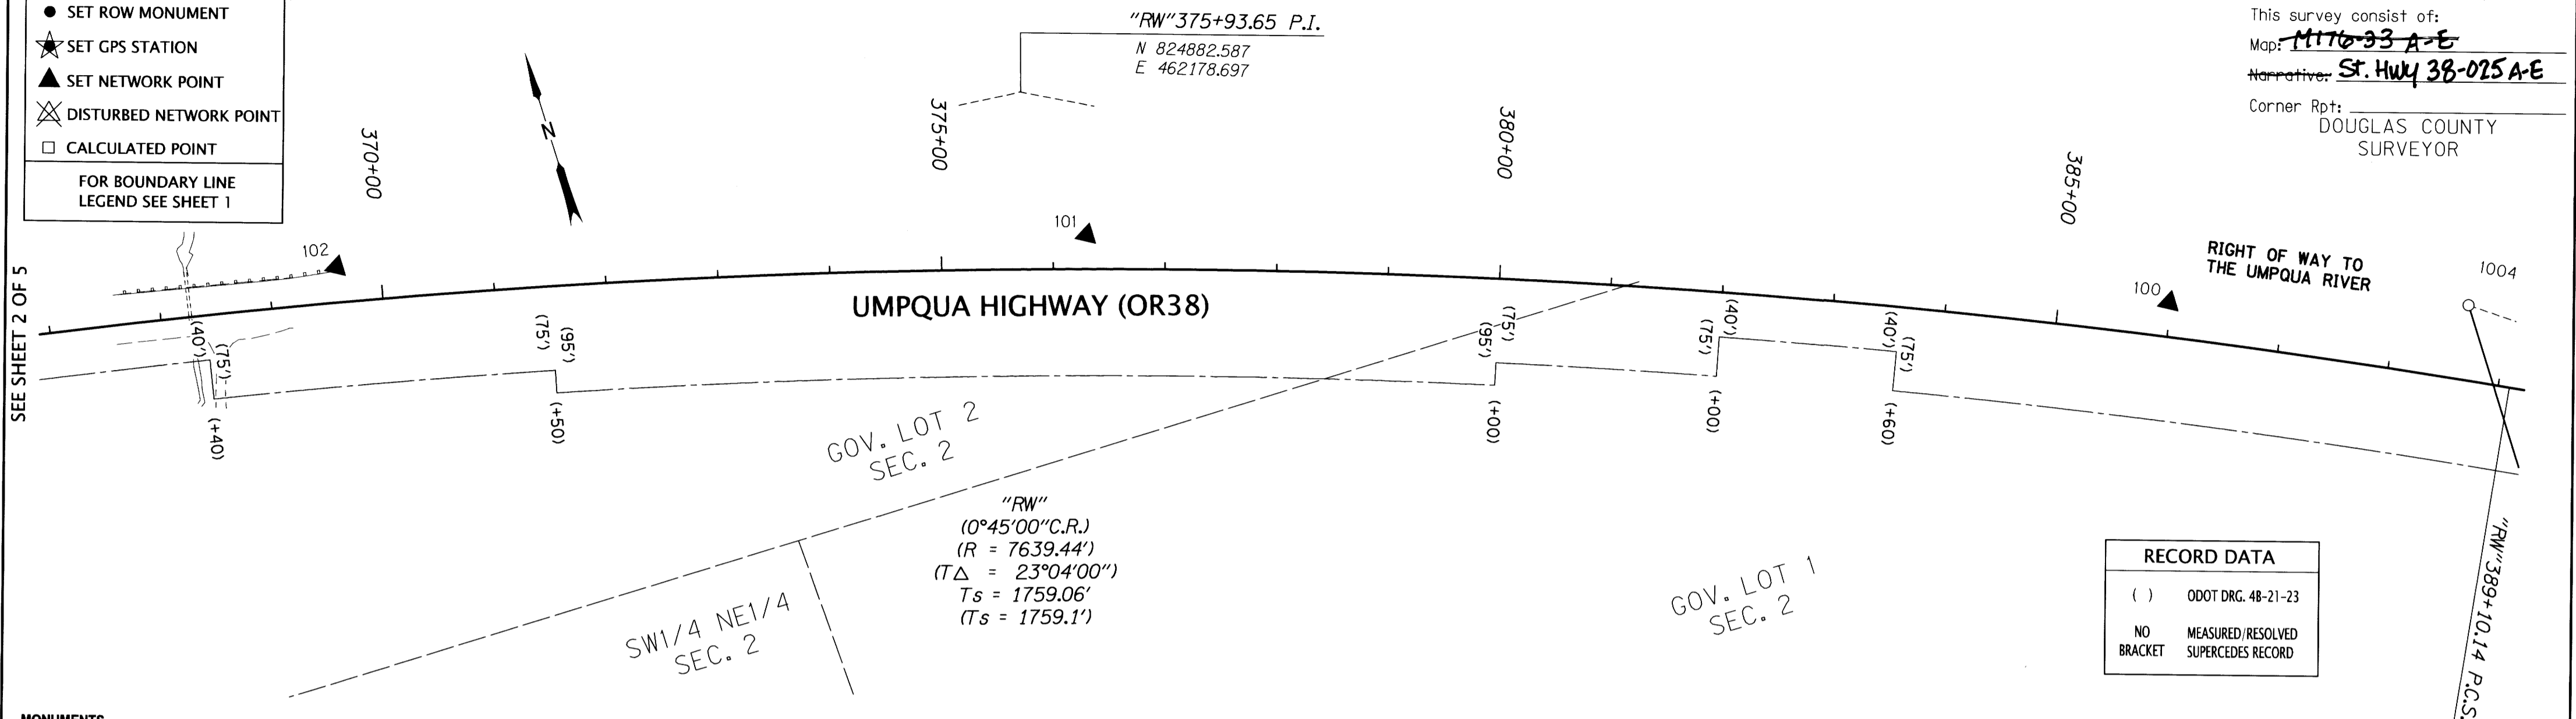 SET ROW MONUMENT
SET GPS STATION
SET NETWORK POINT
DISTURBED NETWORK POINT
CALCULATED POINT
FOR BOUNDARY LINE
LEGEND SEE SHEET 1
"RW"375+93.65 P.I.
N 824882.587
E 462178.697
This survey consist of:
Map: M176-33 A-E
Narrative: St. Hwy 38-025 A-E
Corner Rpt:
DOUGLAS COUNTY
SURVEYOR
SEE SHEET 2 OF 5
370+00
375+00
380+00
385+00
N
102
101
100
1004
RIGHT OF WAY TO
THE UMPQUA RIVER
UMPQUA HIGHWAY (OR38)
(40')
(75')
(+40)
(75')
(95')
(+50)
(95')
(75')
(+00)
(75')
(40')
(+00)
(40')
(75')
(+60)
GOV. LOT 2
SEC. 2
SW1/4 NE1/4
SEC. 2
"RW"
(0°45'00"C.R.)
(R = 7639.44')
(T△ = 23°04'00")
Ts = 1759.06'
(Ts = 1759.1')
GOV. LOT 1
SEC. 2
RECORD DATA
( ) ODOT DRG. 4B-21-23
NO BRACKET MEASURED/RESOLVED
SUPERCEDES RECORD
"RW"389+10.14 P.C.S.
MONUMENTS